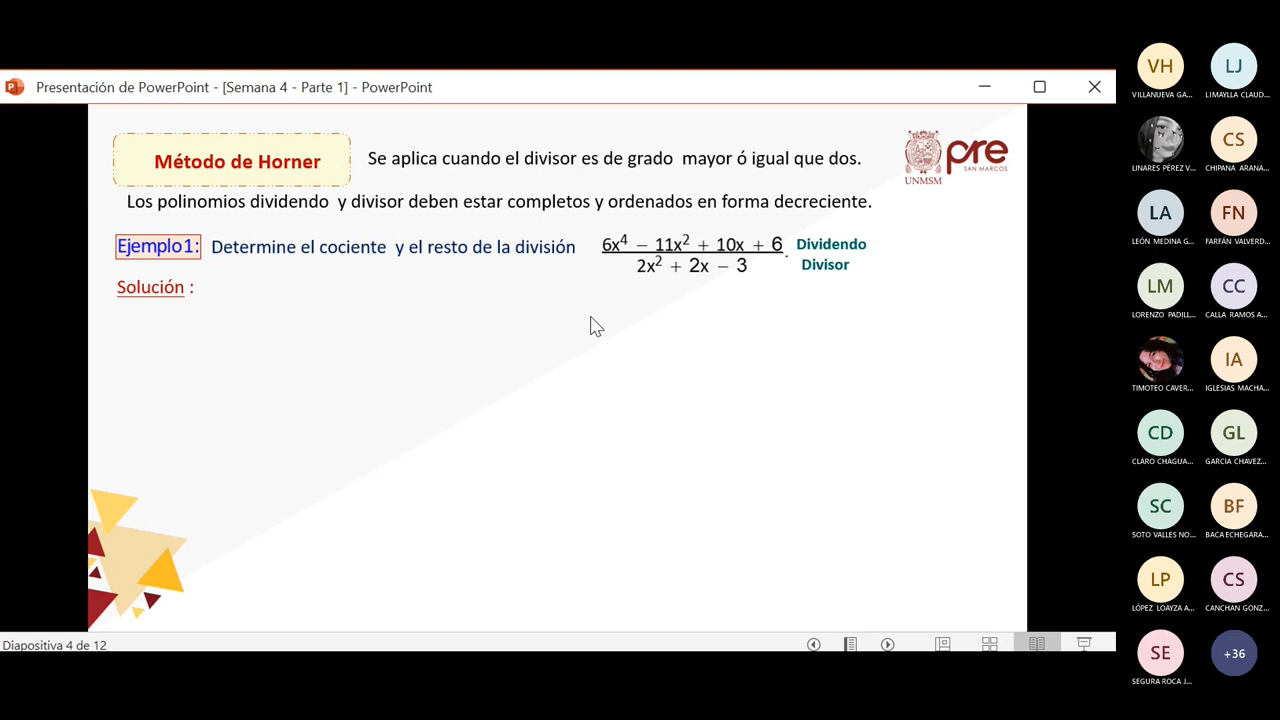 Presentación de PowerPoint - [Semana 4 - Parte 1] - PowerPoint
Método de Horner
Se aplica cuando el divisor es de grado mayor ó igual que dos.
UNMSM
pre
SAN MARCOS
Los polinomios dividendo y divisor deben estar completos y ordenados en forma decreciente.
Ejemplo1: Determine el cociente y el resto de la división
6x⁴ − 11x² + 10x + 6
2x² + 2x − 3
.
Dividendo
Divisor
Solución :
Diapositiva 4 de 12
VH LJ
VILLANUEVA GA... LIMAYLLA CLAUD...
CS
LINARES PÉREZ V... CHIPANA ARANA...
LA FN
LEÓN MEDINA G... FARFÁN VALVERD...
LM CC
LORENZO PADILL... CALLA RAMOS A...
IA
TIMOTEO CAVER... IGLESIAS MACHA...
CD GL
CLARO CHAGUA... GARCIA CHAVEZ...
SC BF
SOTO VALLES NO... BACA ECHEGARA...
LP CS
LÓPEZ LOAYZA A... CANCHAN GONZ...
SE +36
SEGURA ROCA J...